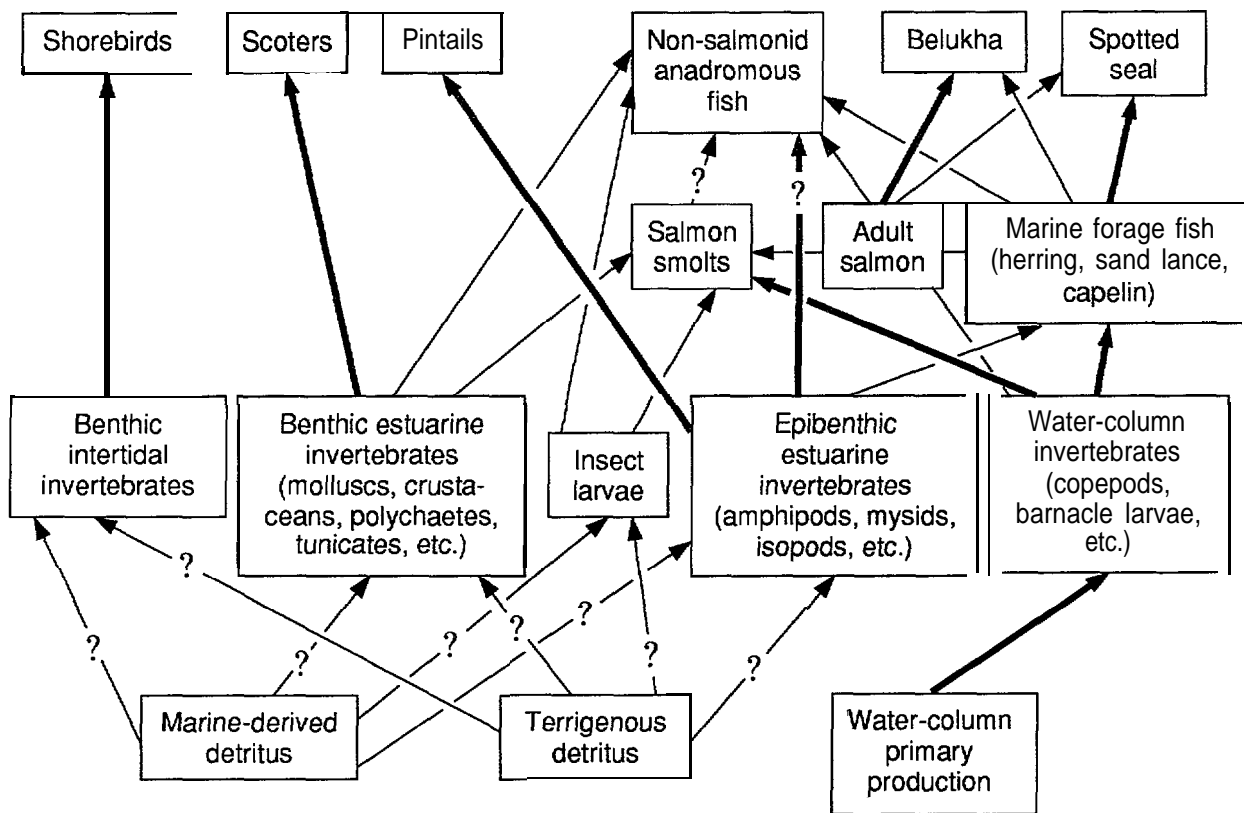 Shorebirds
Scoters
Pintails
Non-salmonid
anadromous
fish
Belukha
Spotted
seal
?
?
Salmon
smolts
Adult
salmon
Marine forage fish
(herring, sand lance,
capelin)
Benthic
intertidal
invertebrates
Benthic estuarine
invertebrates
(molluscs, crusta-
ceans, polychaetes,
tunicates, etc.)
Insect
larvae
Epibenthic
estuarine
invertebrates
(amphipods, mysids,
isopods, etc.)
Water-column
invertebrates
(copepods,
barnacle larvae,
etc.)
?
?
?
?
?
?
?
?
Marine-derived
detritus
Terrigenous
detritus
Water-column
primary
production